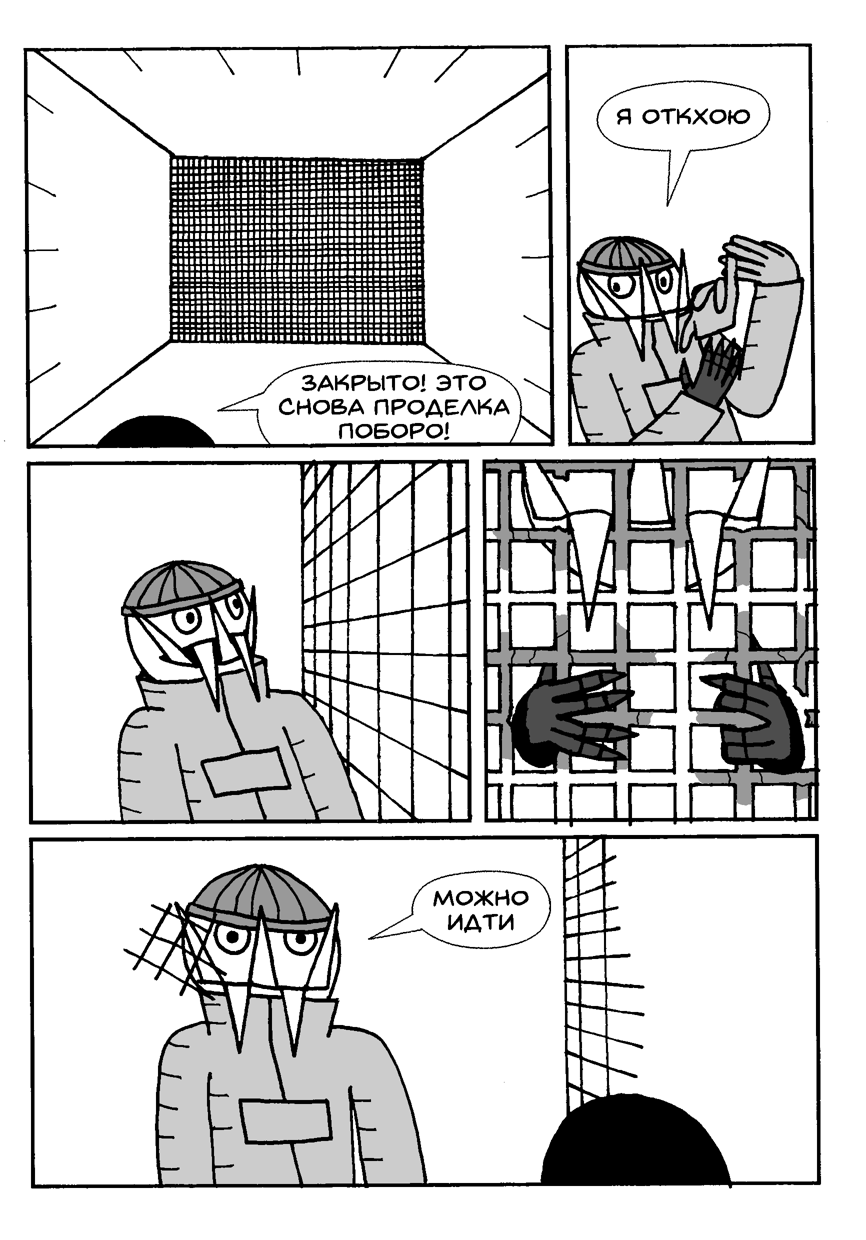 ЗАКРЫТО! ЭТО
СНОВА ПРОДЕЛКА
ПОБОРО!
Я ОТКХОЮ
МОЖНО
ИДТИ